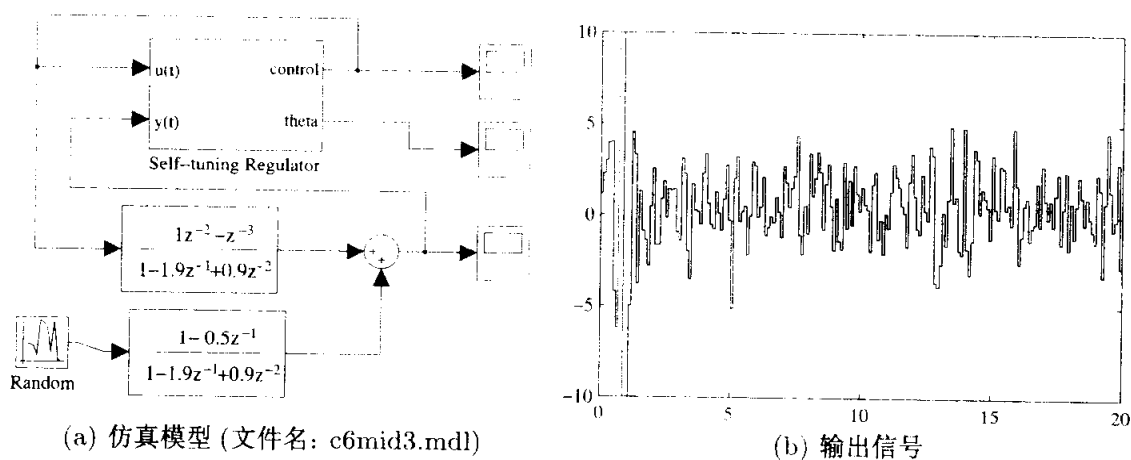 u(t)
control
y(t)
theta
Self-tuning Regulator
1z⁻²-z⁻³
1-1.9z⁻¹+0.9z⁻²
+
+
1-0.5z⁻¹
1-1.9z⁻¹+0.9z⁻²
Random
(a) 仿真模型 (文件名: c6mid3.mdl)
10
5
0
-5
-10
0
5
10
15
20
(b) 输出信号